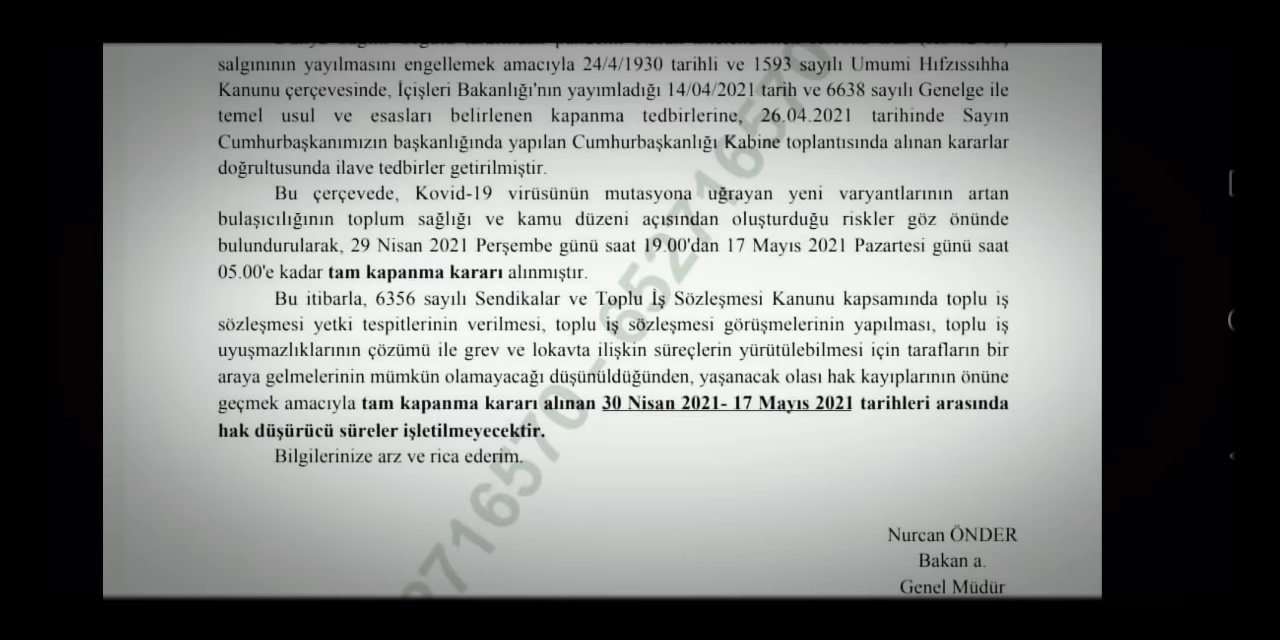 salgınının yayılmasını engellemek amacıyla 24/4/1930 tarihli ve 1593 sayılı Umumi Hıfzıssıhha
Kanunu çerçevesinde, İçişleri Bakanlığı'nın yayımladığı 14/04/2021 tarih ve 6638 sayılı Genelge ile
temel usul ve esasları belirlenen kapanma tedbirlerine, 26.04.2021 tarihinde Sayın
Cumhurbaşkanımızın başkanlığında yapılan Cumhurbaşkanlığı Kabine toplantısında alınan kararlar
doğrultusunda ilave tedbirler getirilmiştir.
Bu çerçevede, Kovid-19 virüsünün mutasyona uğrayan yeni varyantlarının artan
bulaşıcılığının toplum sağlığı ve kamu düzeni açısından oluşturduğu riskler göz önünde
bulundurularak, 29 Nisan 2021 Perşembe günü saat 19.00'dan 17 Mayıs 2021 Pazartesi günü saat
05.00'e kadar tam kapanma kararı alınmıştır.
Bu itibarla, 6356 sayılı Sendikalar ve Toplu İş Sözleşmesi Kanunu kapsamında toplu iş
sözleşmesi yetki tespitlerinin verilmesi, toplu iş sözleşmesi görüşmelerinin yapılması, toplu iş
uyuşmazlıklarının çözümü ile grev ve lokavta ilişkin süreçlerin yürütülebilmesi için tarafların bir
araya gelmelerinin mümkün olamayacağı düşünüldüğünden, yaşanacak olası hak kayıplarının önüne
geçmek amacıyla tam kapanma kararı alınan 30 Nisan 2021- 17 Mayıs 2021 tarihleri arasında
hak düşürücü süreler işletilmeyecektir.
Bilgilerinize arz ve rica ederim.
Nurcan ÖNDER
Bakan a.
Genel Müdür